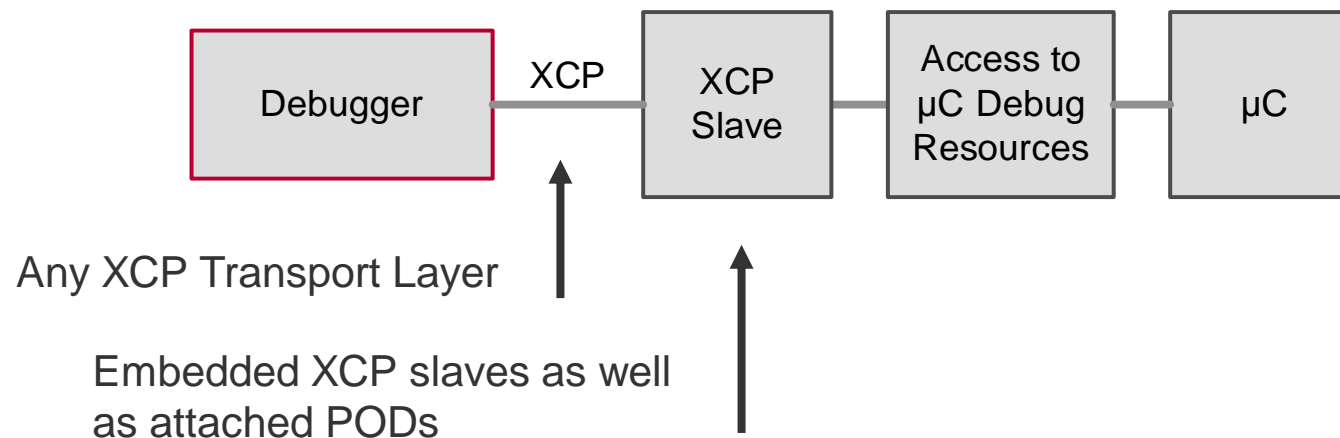 Debugger
XCP
XCP
Slave
Access to
µC Debug
Resources
µC
Any XCP Transport Layer
Embedded XCP slaves as well
as attached PODs